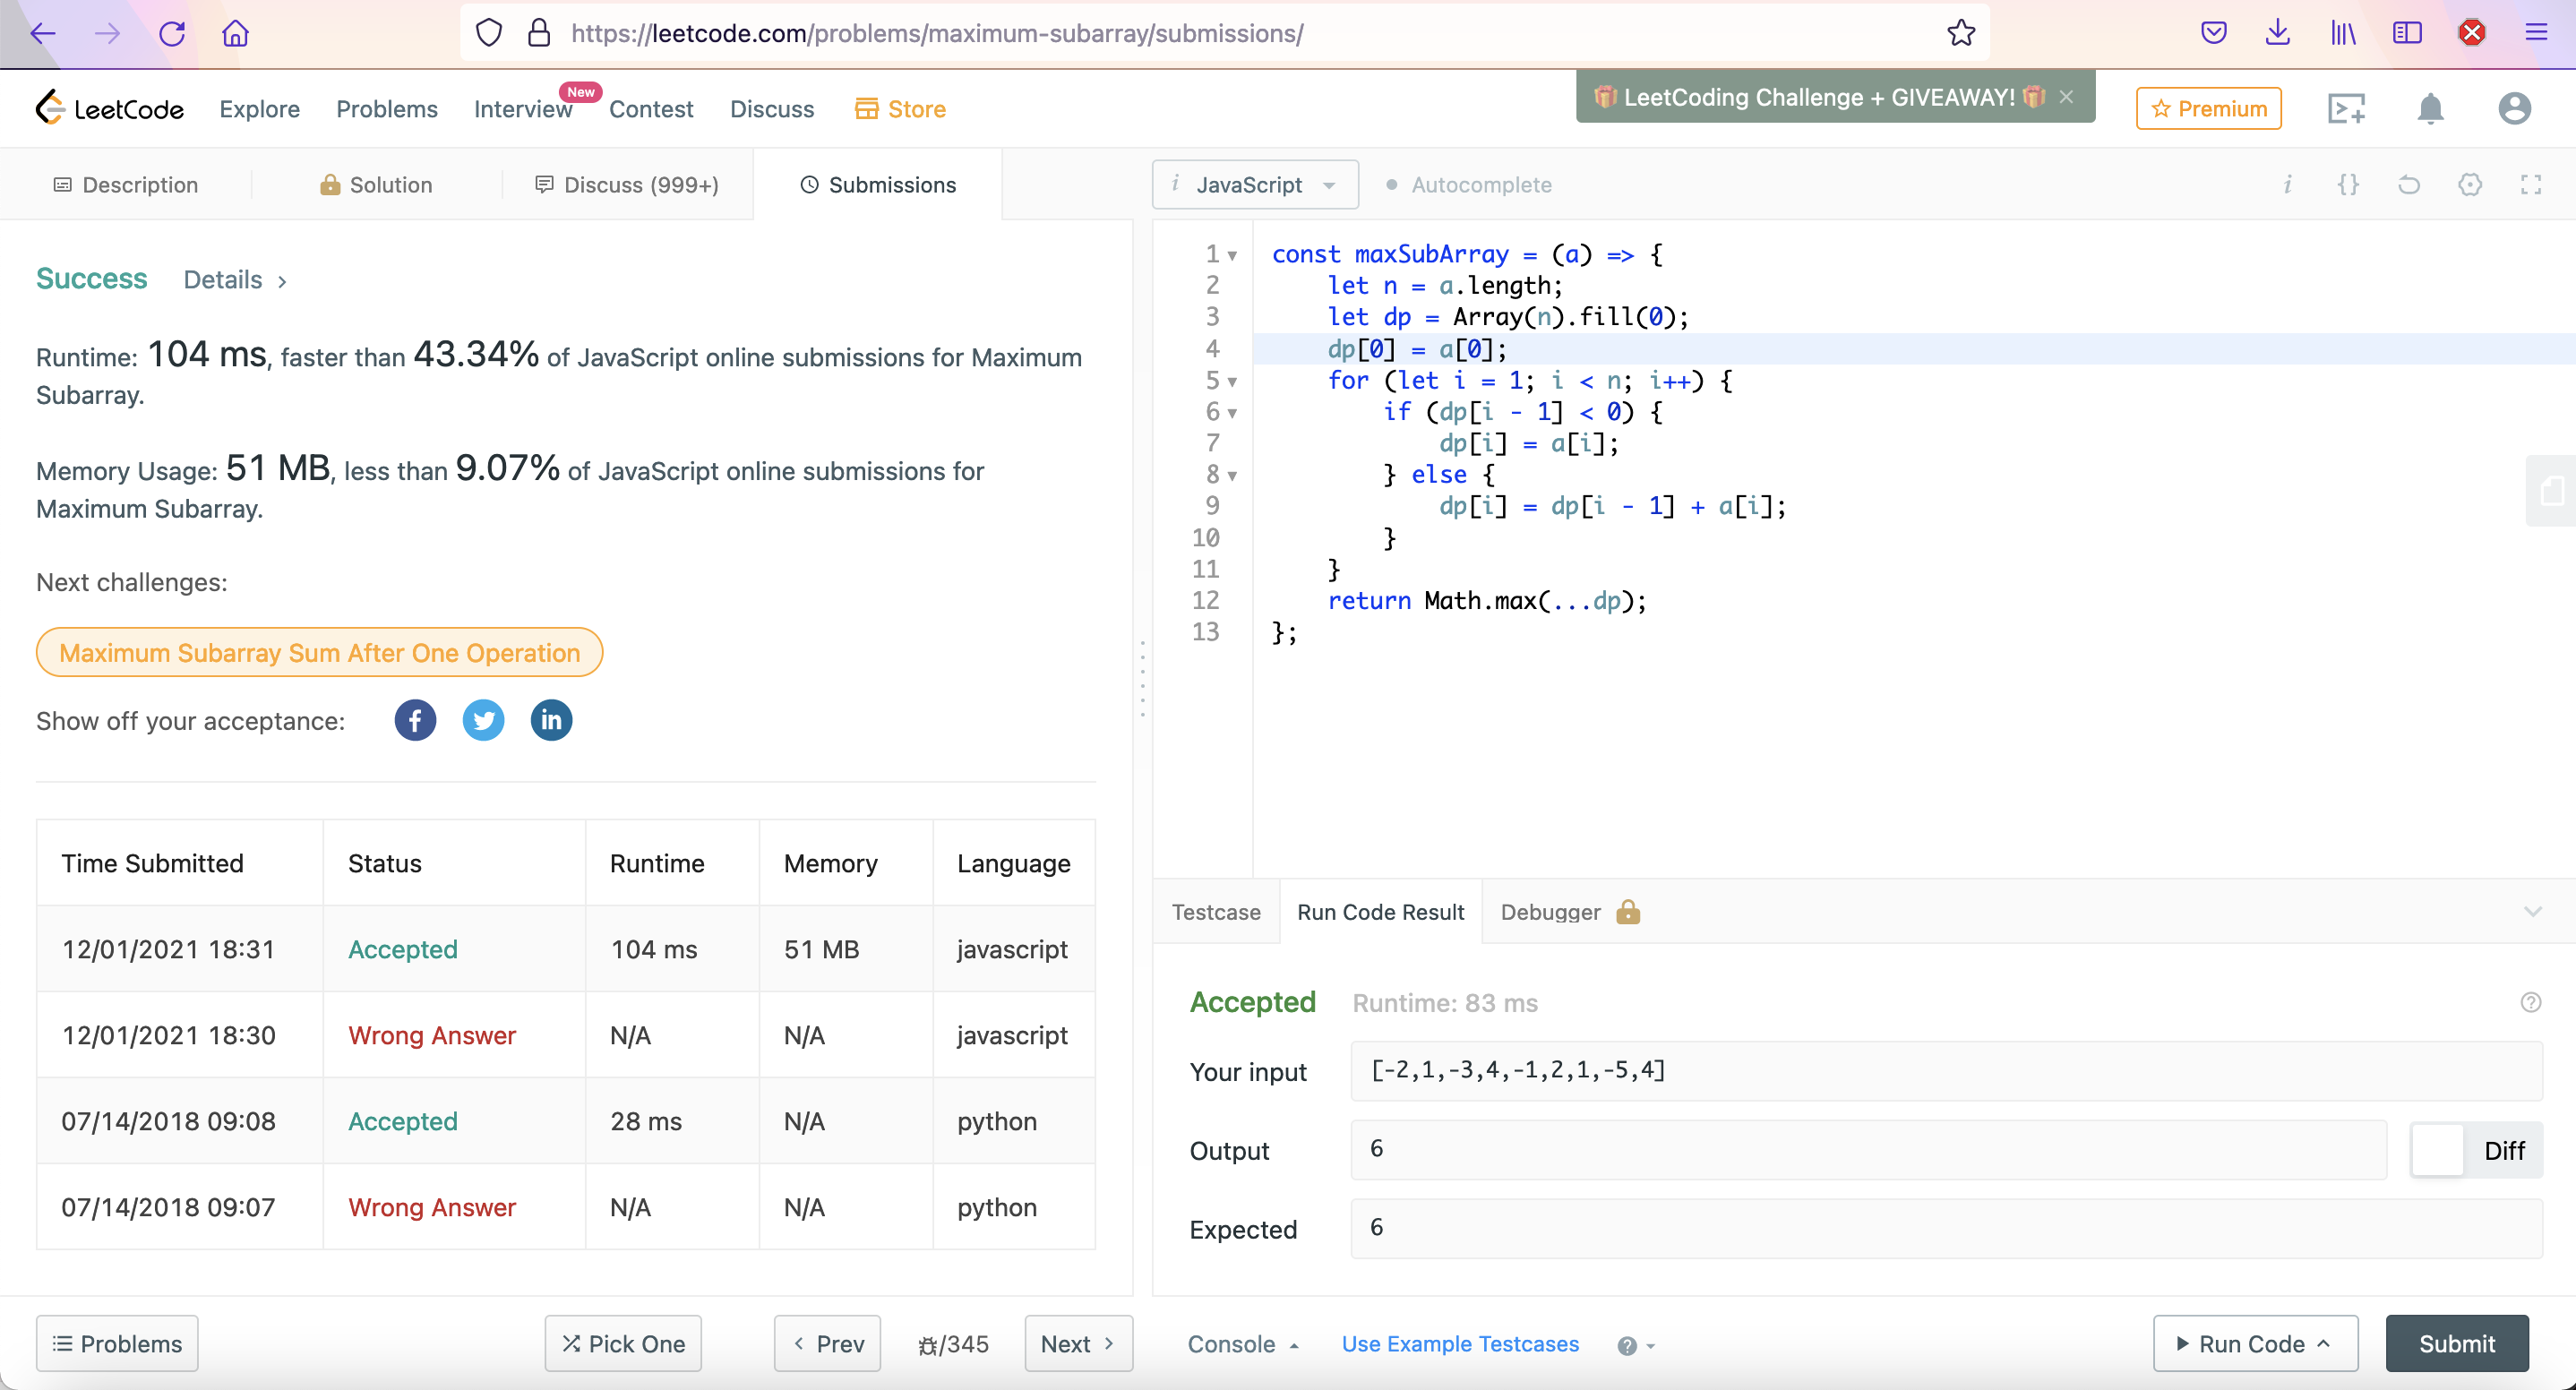 https://leetcode.com/problems/maximum-subarray/submissions/
LeetCode Explore Problems Interview New Contest Discuss Store
LeetCoding Challenge + GIVEAWAY! ×
Premium
Description Solution Discuss (999+) Submissions
i JavaScript Autocomplete i {}
Success Details >
Runtime: 104 ms, faster than 43.34% of JavaScript online submissions for Maximum
Subarray.
Memory Usage: 51 MB, less than 9.07% of JavaScript online submissions for
Maximum Subarray.
Next challenges:
Maximum Subarray Sum After One Operation
Show off your acceptance: f in
Time Submitted Status Runtime Memory Language
12/01/2021 18:31 Accepted 104 ms 51 MB javascript
12/01/2021 18:30 Wrong Answer N/A N/A javascript
07/14/2018 09:08 Accepted 28 ms N/A python
07/14/2018 09:07 Wrong Answer N/A N/A python
1 const maxSubArray = (a) => {
2 let n = a.length;
3 let dp = Array(n).fill(0);
4 dp[0] = a[0];
5 for (let i = 1; i < n; i++) {
6 if (dp[i - 1] < 0) {
7 dp[i] = a[i];
8 } else {
9 dp[i] = dp[i - 1] + a[i];
10 }
11 }
12 return Math.max(...dp);
13 };
Testcase Run Code Result Debugger
Accepted Runtime: 83 ms ?
Your input [-2,1,-3,4,-1,2,1,-5,4]
Output 6 Diff
Expected 6
Problems Pick One < Prev /345 Next >
Console Use Example Testcases ? Run Code Submit